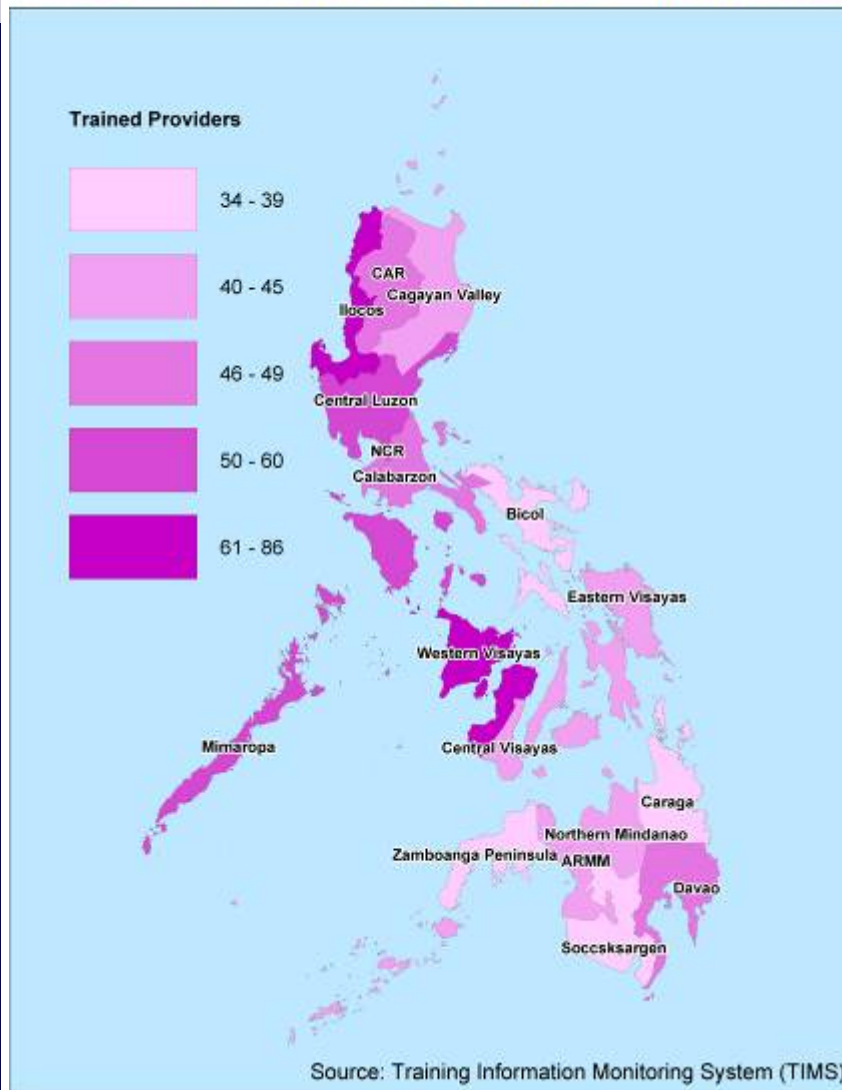 Trained Providers
34 - 39
40 - 45
46 - 49
50 - 60
61 - 86
CAR
Cagayan Valley
Ilocos
Central Luzon
NCR
Calabarzon
Bicol
Eastern Visayas
Western Visayas
Mimaropa
Central Visayas
Caraga
Northern Mindanao
Zamboanga Peninsula
ARMM
Davao
Soccsksargen
Source: Training Information Monitoring System (TIMS)